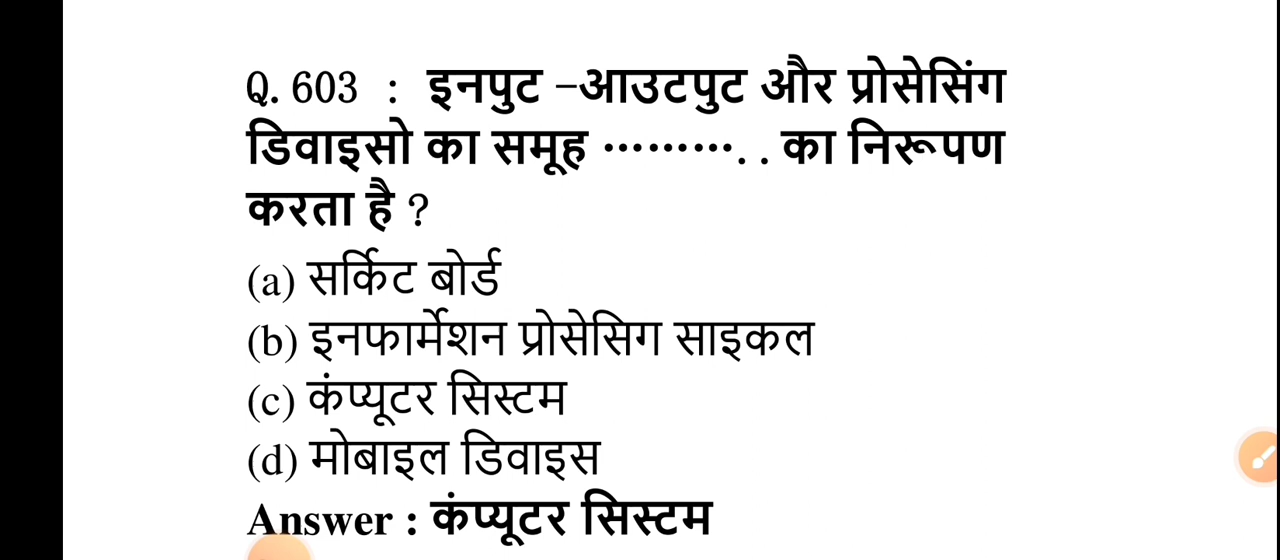 Q. 603 : इनपुट -आउटपुट और प्रोसेसिंग
डिवाइसो का समूह ⋯⋯⋯. . का निरूपण
करता है ?
(a) सर्किट बोर्ड
(b) इनफार्मेशन प्रोसेसिग साइकल
(c) कंप्यूटर सिस्टम
(d) मोबाइल डिवाइस
Answer : कंप्यूटर सिस्टम